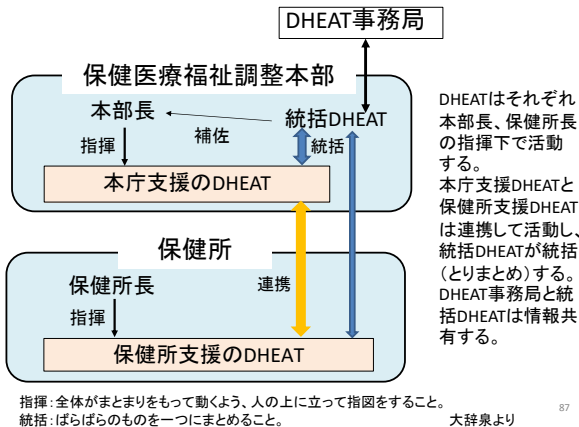 DHEAT事務局
保健医療福祉調整本部
本部長
統括DHEAT
補佐
指揮
統括
本庁支援のDHEAT
保健所
保健所長
連携
指揮
保健所支援のDHEAT
DHEATはそれぞれ
本部長、保健所長
の指揮下で活動
する。
本庁支援DHEATと
保健所支援DHEAT
は連携して活動し、
統括DHEATが統括
（とりまとめ）する。
DHEAT事務局と統
括DHEATは情報共
有する。
指揮：全体がまとまりをもって動くよう、人の上に立って指図をすること。
統括：ばらばらのものを一つにまとめること。
大辞泉より
87